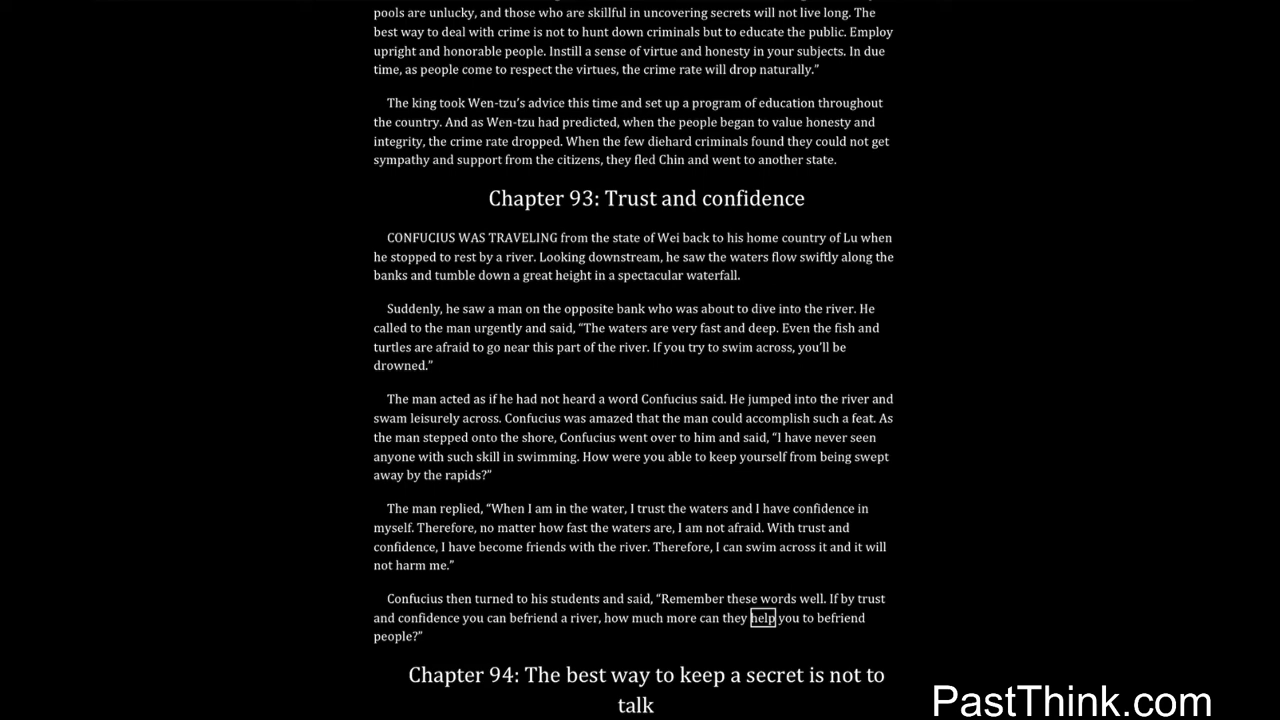 pools are unlucky, and those who are skillful in uncovering secrets will not live long. The
best way to deal with crime is not to hunt down criminals but to educate the public. Employ
upright and honorable people. Instill a sense of virtue and honesty in your subjects. In due
time, as people come to respect the virtues, the crime rate will drop naturally.”
The king took Wen-tzu’s advice this time and set up a program of education throughout
the country. And as Wen-tzu had predicted, when the people began to value honesty and
integrity, the crime rate dropped. When the few diehard criminals found they could not get
sympathy and support from the citizens, they fled Chin and went to another state.
Chapter 93: Trust and confidence
CONFUCIUS WAS TRAVELING from the state of Wei back to his home country of Lu when
he stopped to rest by a river. Looking downstream, he saw the waters flow swiftly along the
banks and tumble down a great height in a spectacular waterfall.
Suddenly, he saw a man on the opposite bank who was about to dive into the river. He
called to the man urgently and said, “The waters are very fast and deep. Even the fish and
turtles are afraid to go near this part of the river. If you try to swim across, you’ll be
drowned.”
The man acted as if he had not heard a word Confucius said. He jumped into the river and
swam leisurely across. Confucius was amazed that the man could accomplish such a feat. As
the man stepped onto the shore, Confucius went over to him and said, “I have never seen
anyone with such skill in swimming. How were you able to keep yourself from being swept
away by the rapids?”
The man replied, “When I am in the water, I trust the waters and I have confidence in
myself. Therefore, no matter how fast the waters are, I am not afraid. With trust and
confidence, I have become friends with the river. Therefore, I can swim across it and it will
not harm me.”
Confucius then turned to his students and said, “Remember these words well. If by trust
and confidence you can befriend a river, how much more can they help you to befriend
people?”
Chapter 94: The best way to keep a secret is not to
talk
PastThink.com